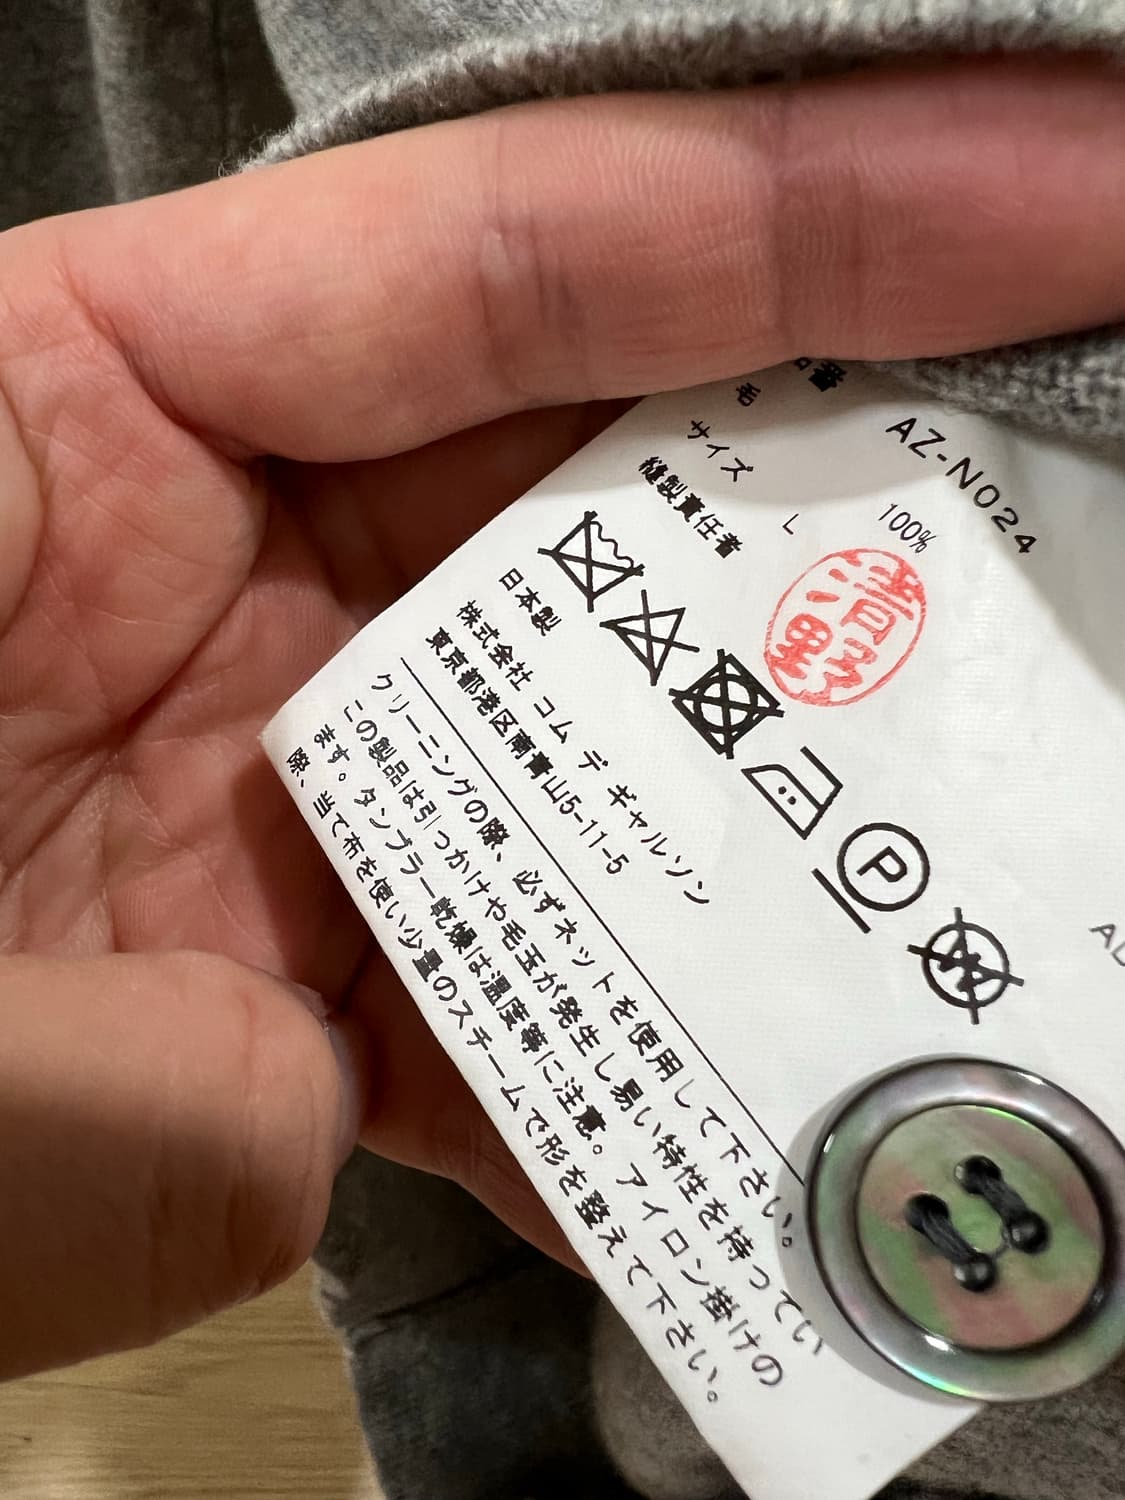 品番 AZ-N024
毛 100%
サイズ L
縫製責任者
清野
P
W
日本製
株式会社 コム デ ギャルソン
東京都港区南青山5-11-5
クリーニングの際、必ずネットを使用して下さい。
この製品は引っかけや毛玉が発生し易い特性を持ってい
ます。タンブラー乾燥は温度等に注意。アイロン掛けの
際、当て布を使い少量のスチームで形を整えて下さい。